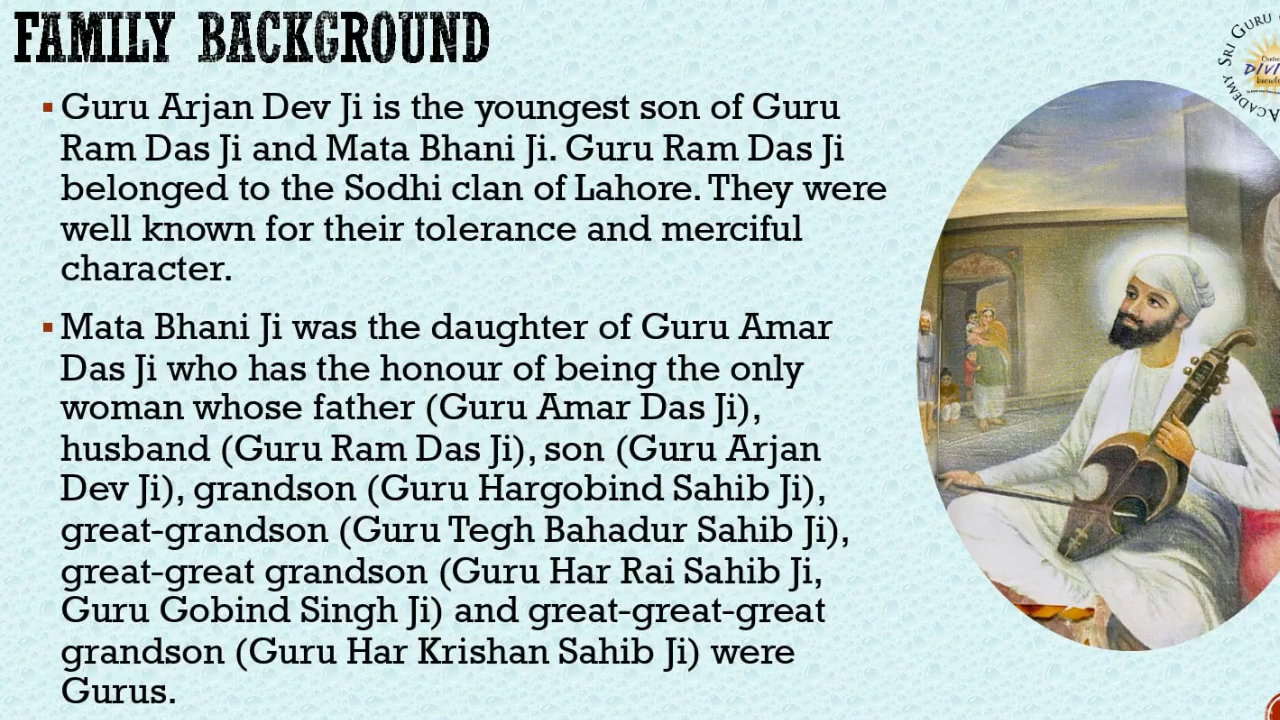 FAMILY BACKGROUND
▪ Guru Arjan Dev Ji is the youngest son of Guru
Ram Das Ji and Mata Bhani Ji. Guru Ram Das Ji
belonged to the Sodhi clan of Lahore. They were
well known for their tolerance and merciful
character.
▪ Mata Bhani Ji was the daughter of Guru Amar
Das Ji who has the honour of being the only
woman whose father (Guru Amar Das Ji),
husband (Guru Ram Das Ji), son (Guru Arjan
Dev Ji), grandson (Guru Hargobind Sahib Ji),
great-grandson (Guru Tegh Bahadur Sahib Ji),
great-great grandson (Guru Har Rai Sahib Ji,
Guru Gobind Singh Ji) and great-great-great
grandson (Guru Har Krishan Sahib Ji) were
Gurus.
ACADEMY SRI GURU